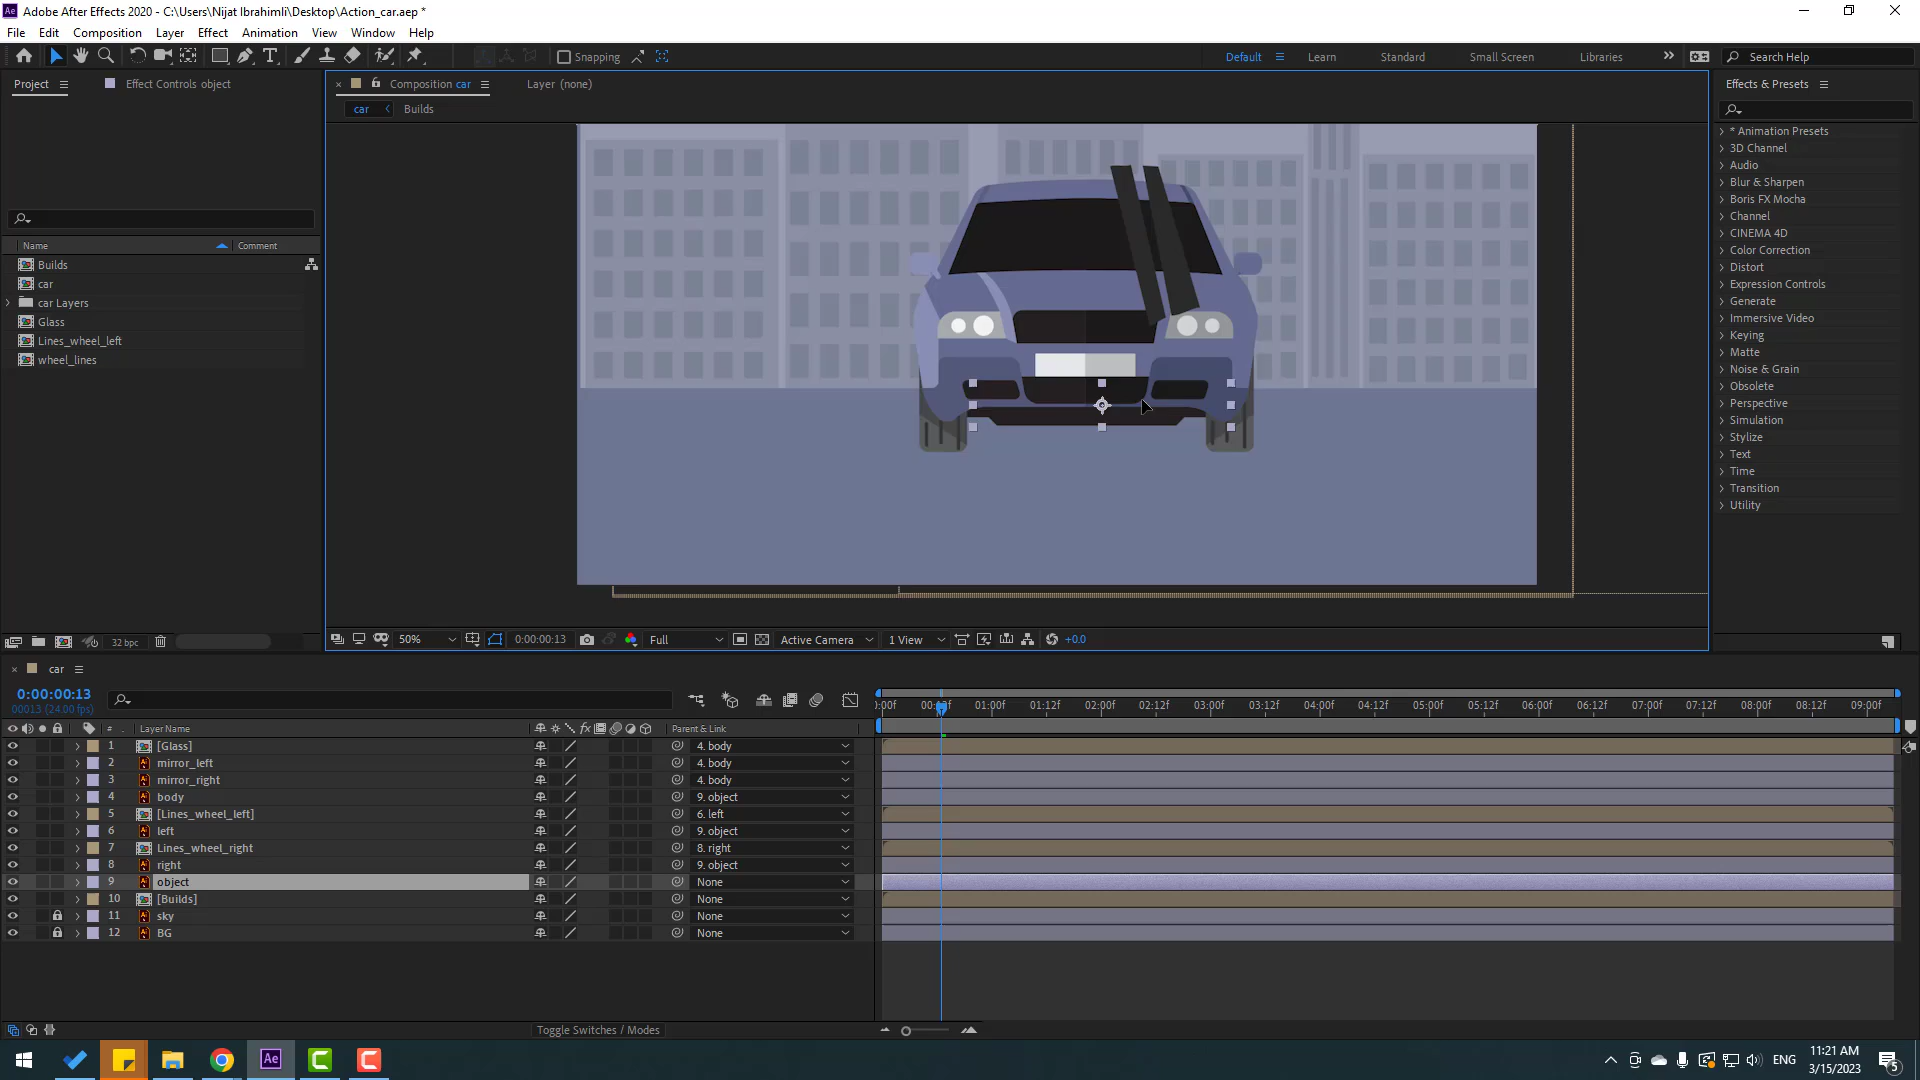 Adobe After Effects 2020 - C:\Users\Nijat Ibrahimli\Desktop\Action_car.aep *
File Edit Composition Layer Effect Animation View Window Help
Snapping Default Learn Standard Small Screen Libraries Search Help
Project Effect Controls object Composition car Layer (none) Effects & Presets
car Builds
Name Comment
Builds
car
car Layers
Glass
Lines_wheel_left
wheel_lines
* Animation Presets
3D Channel
Audio
Blur & Sharpen
Boris FX Mocha
Channel
CINEMA 4D
Color Correction
Distort
Expression Controls
Generate
Immersive Video
Keying
Matte
Noise & Grain
Obsolete
Perspective
Simulation
Stylize
Text
Time
Transition
Utility
32 bpc 50% 0:00:00:13 Full Active Camera 1 View +0.0
car
0:00:00:13
00013 (24.00 fps)
:00f 01:00f 01:12f 02:00f 02:12f 03:00f 03:12f 04:00f 04:12f 05:00f 05:12f 06:00f 06:12f 07:00f 07:12f 08:00f 08:12f 09:00f
# Layer Name fx Parent & Link
1 [Glass] 4. body
2 mirror_left 4. body
3 mirror_right 4. body
4 body 9. object
5 [Lines_wheel_left] 6. left
6 left 9. object
7 Lines_wheel_right 8. right
8 right 9. object
9 object None
10 [Builds] None
11 sky None
12 BG None
Toggle Switches / Modes
Ae ENG 11:21 AM
3/15/2023 5